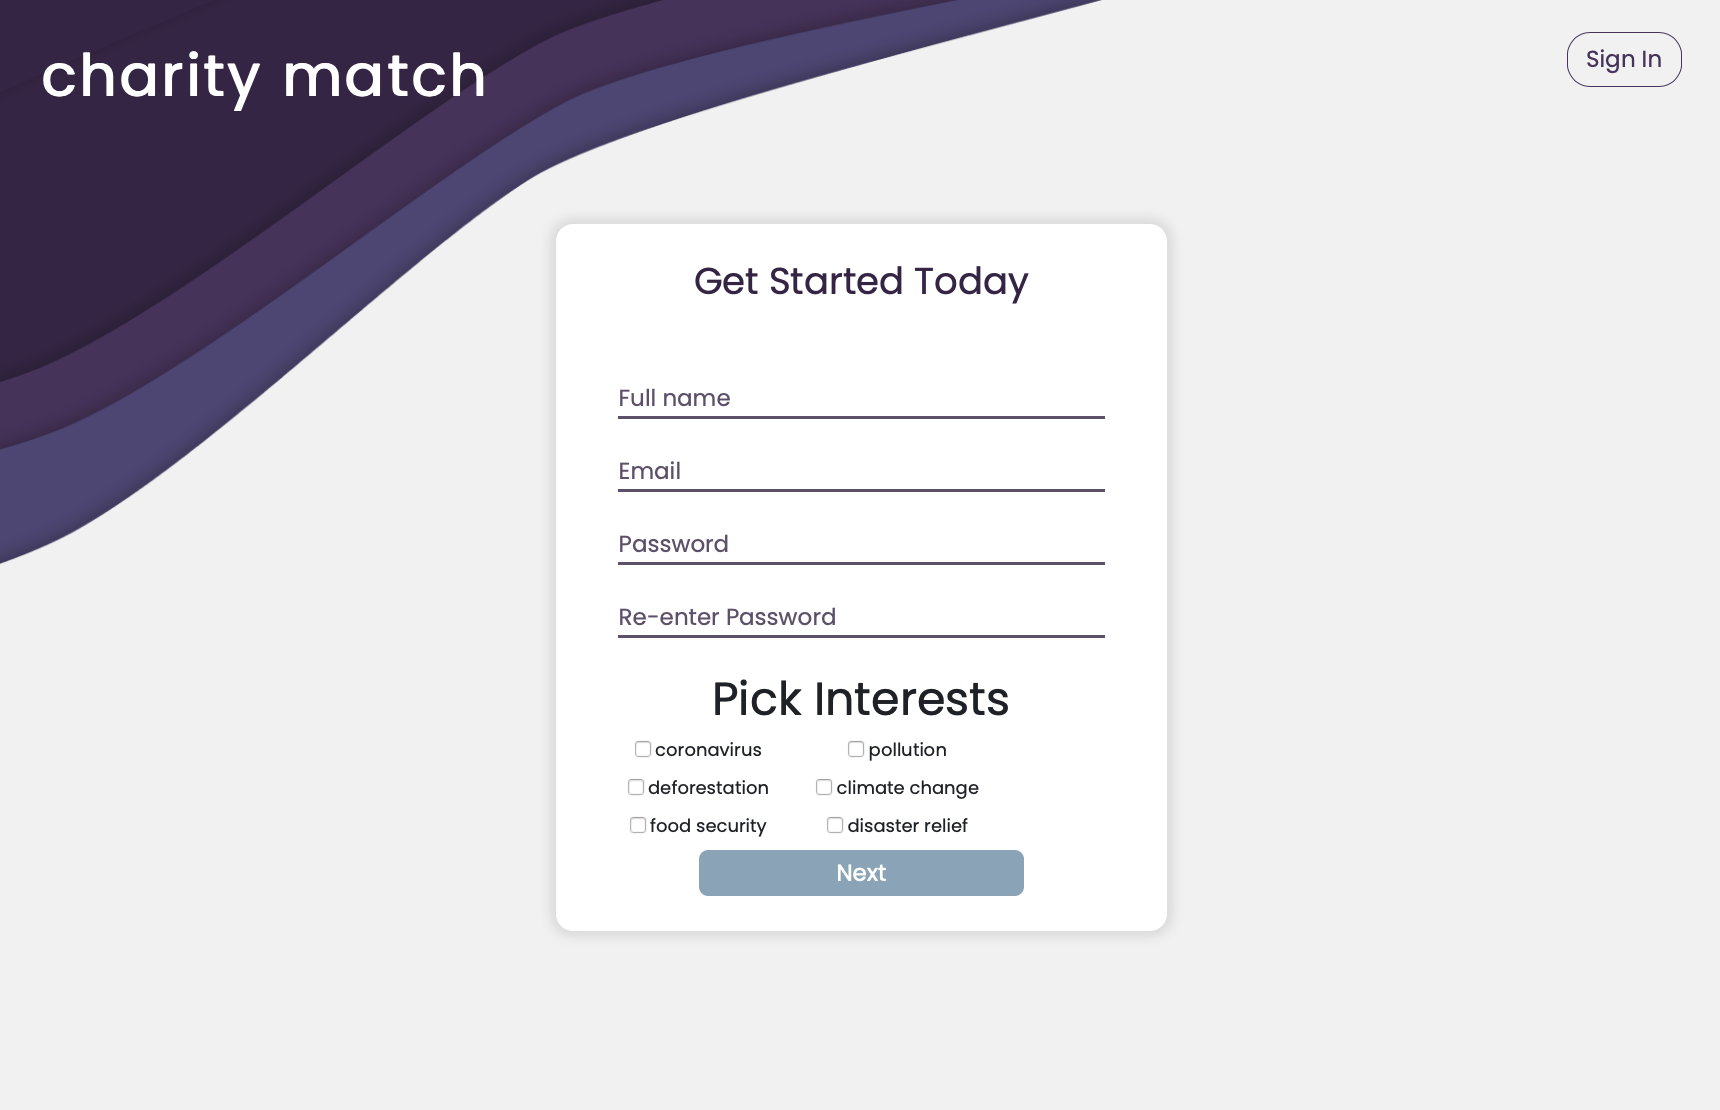 charity match
Sign In
Get Started Today
Full name
Email
Password
Re-enter Password
Pick Interests
coronavirus pollution
deforestation climate change
food security disaster relief
Next